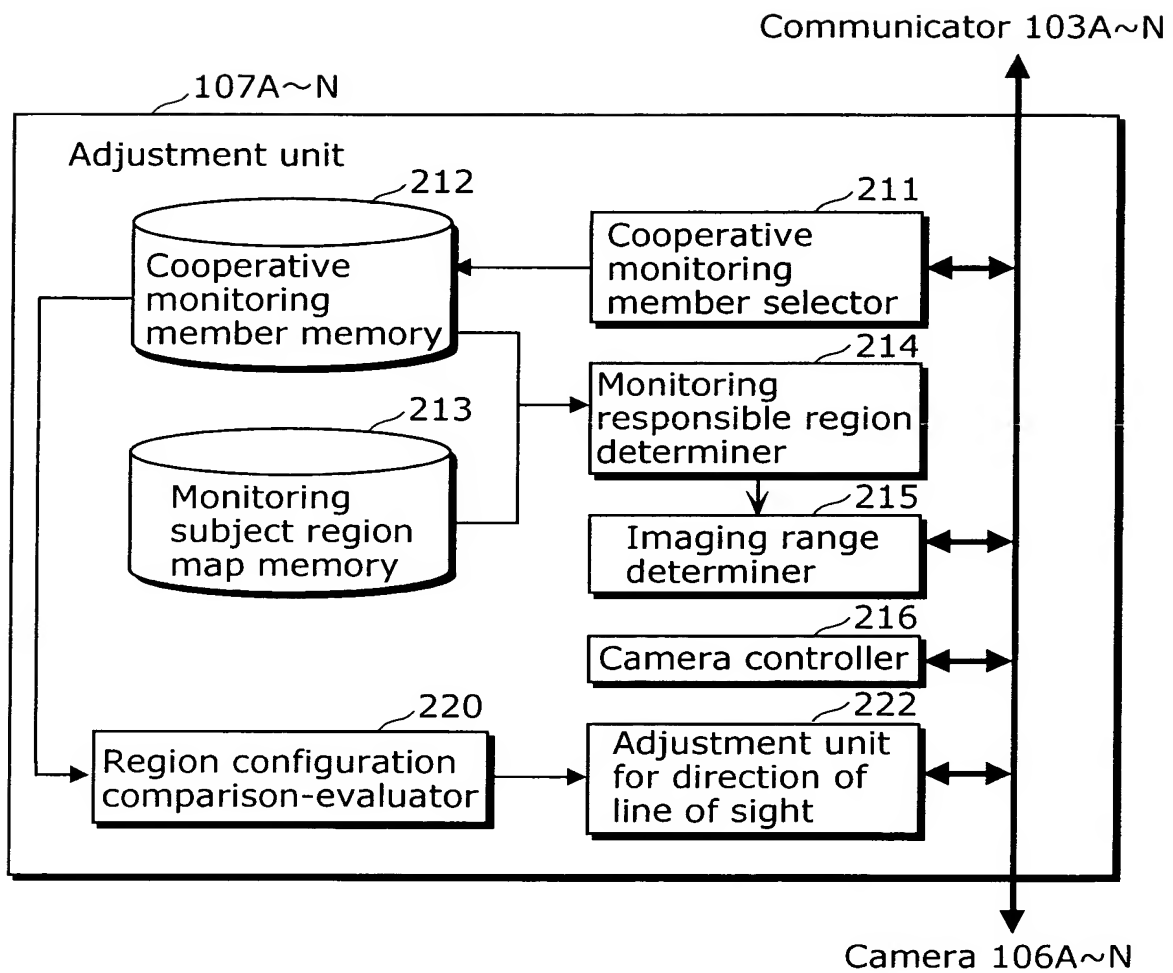 Communicator 103A~N
107A~N
Adjustment unit
212
Cooperative
monitoring
member memory
211
Cooperative
monitoring
member selector
214
Monitoring
responsible region
determiner
213
Monitoring
subject region
map memory
215
Imaging range
determiner
216
Camera controller
220
Region configuration
comparison-evaluator
222
Adjustment unit
for direction of
line of sight
Camera 106A~N